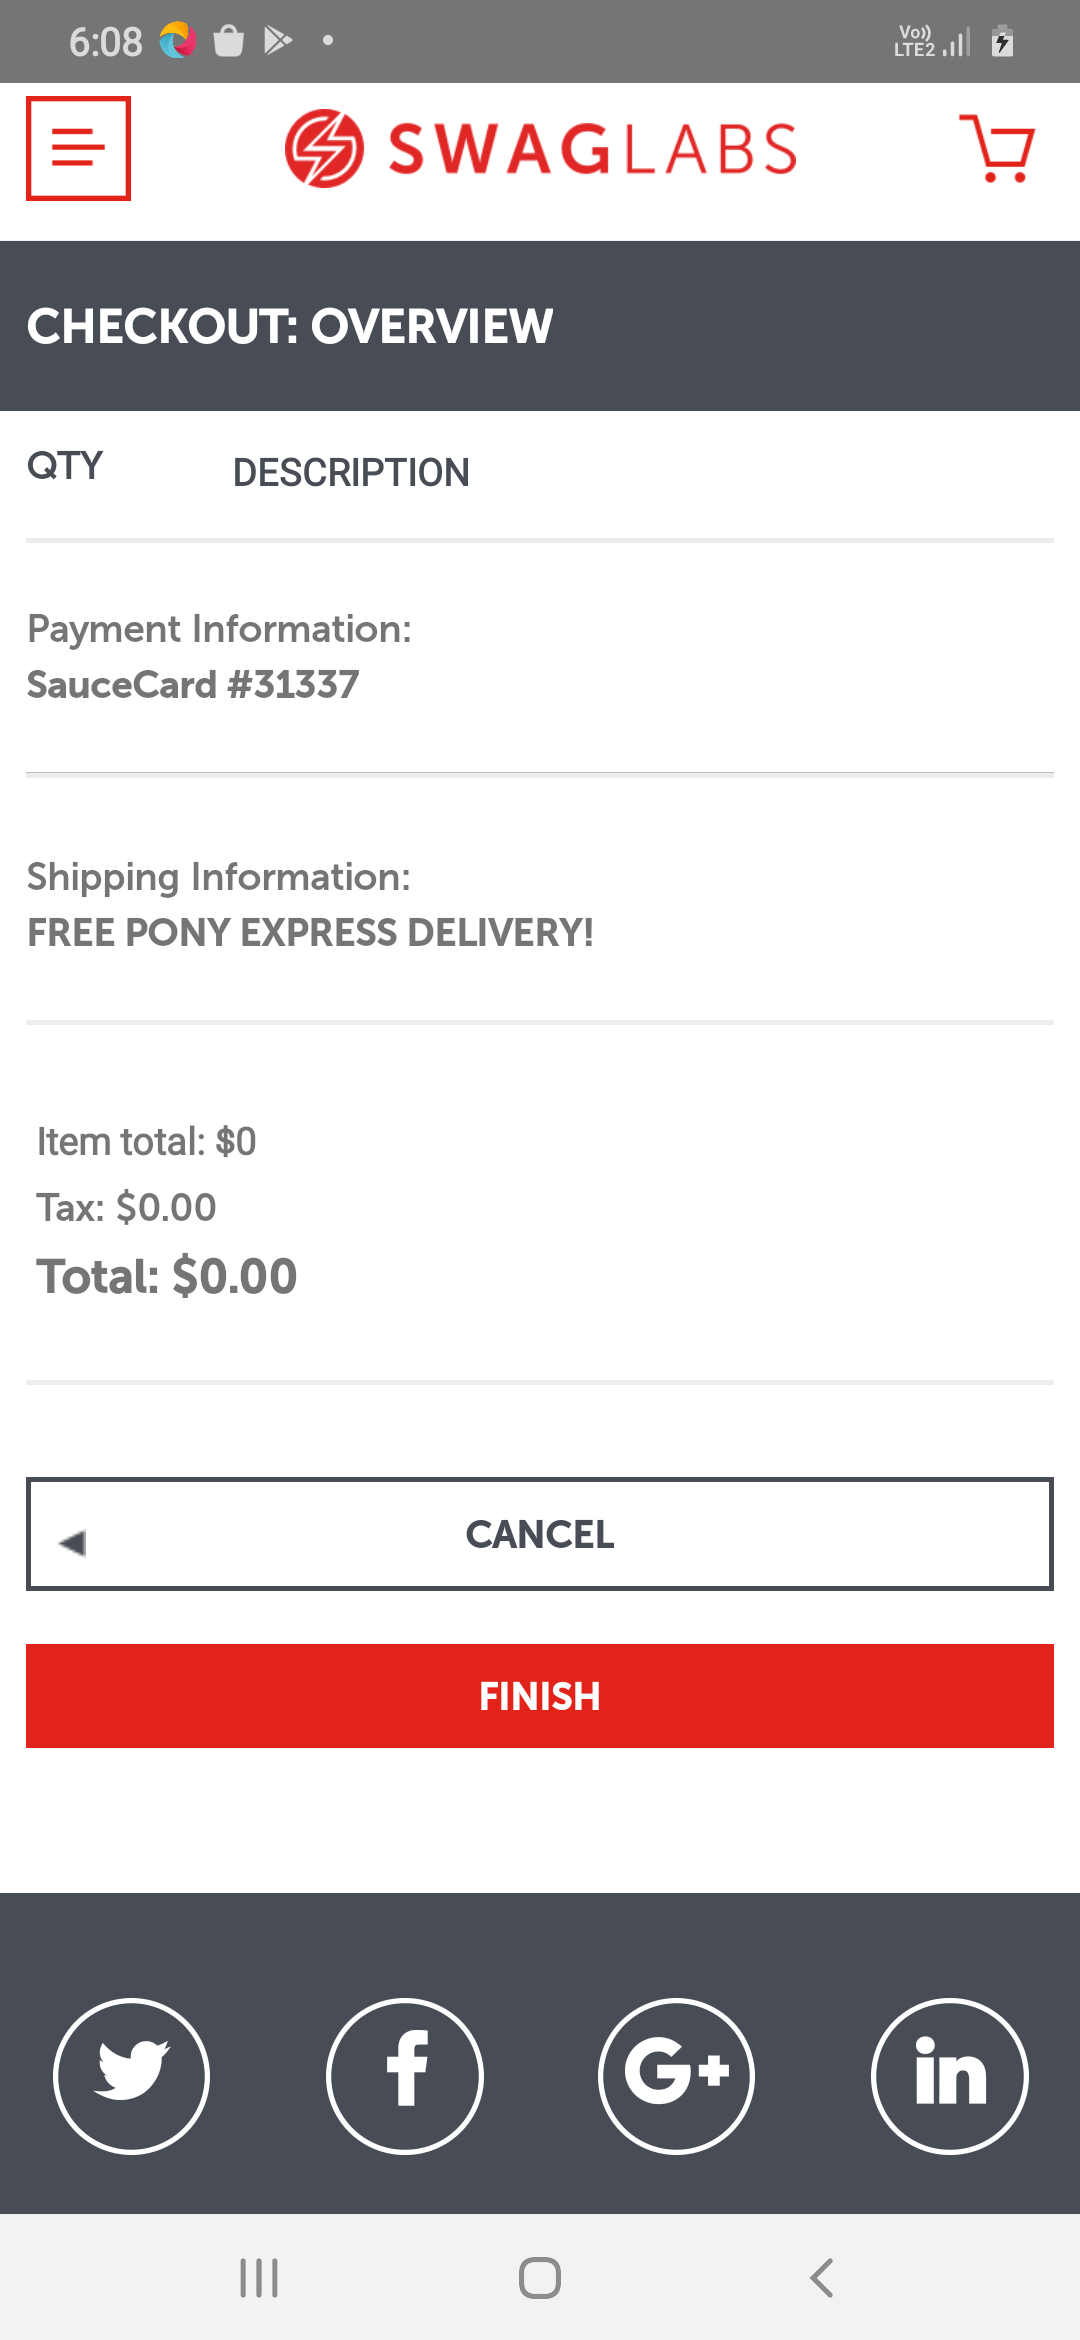 6:08
Vo))
LTE2
SWAGLABS
CHECKOUT: OVERVIEW
QTY DESCRIPTION
Payment Information:
SauceCard #31337
Shipping Information:
FREE PONY EXPRESS DELIVERY!
Item total: $0
Tax: $0.00
Total: $0.00
CANCEL
FINISH
f G+ in